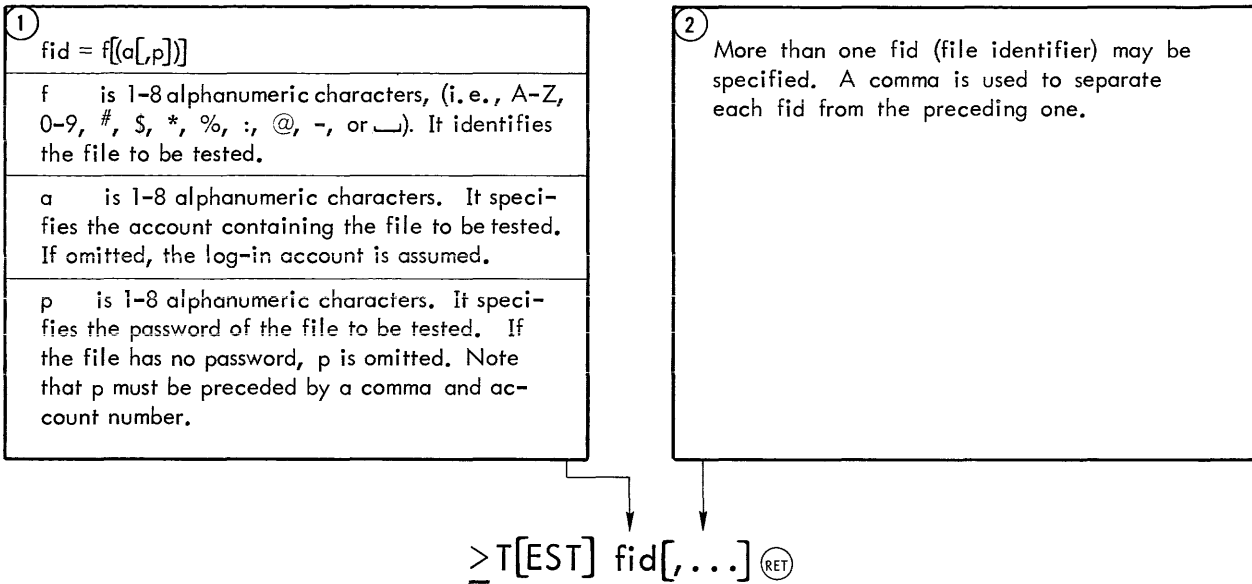 1
fid = f[(a[,p])]
f is 1-8 alphanumeric characters, (i.e., A-Z,
0-9, #, $, *, %, :, @, -, or ⎵). It identifies
the file to be tested.
a is 1-8 alphanumeric characters. It speci-
fies the account containing the file to be tested.
If omitted, the log-in account is assumed.
p is 1-8 alphanumeric characters. It speci-
fies the password of the file to be tested. If
the file has no password, p is omitted. Note
that p must be preceded by a comma and ac-
count number.
2
More than one fid (file identifier) may be
specified. A comma is used to separate
each fid from the preceding one.
>T[EST] fid[,...] RET